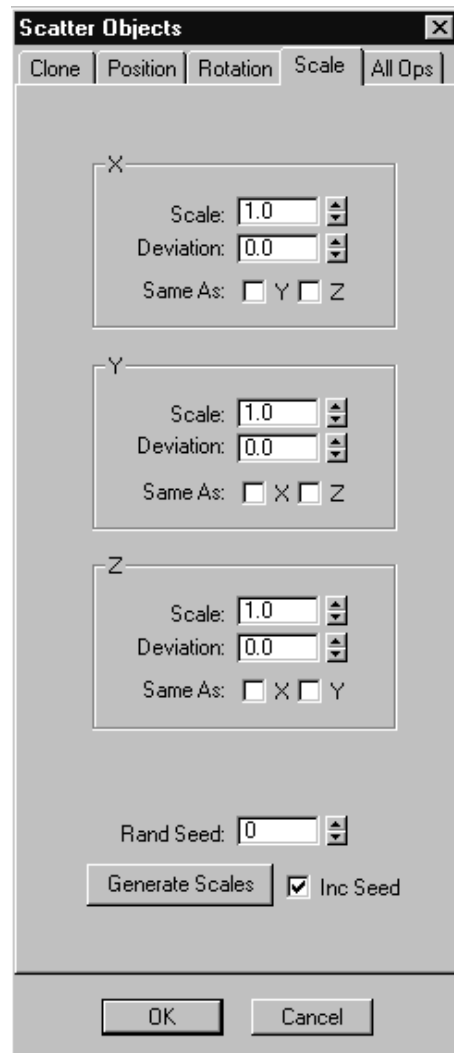 Scatter Objects
Clone Position Rotation Scale All Ops
X
Scale: 1.0
Deviation: 0.0
Same As: Y Z
Y
Scale: 1.0
Deviation: 0.0
Same As: X Z
Z
Scale: 1.0
Deviation: 0.0
Same As: X Y
Rand Seed: 0
Generate Scales Inc Seed
OK Cancel